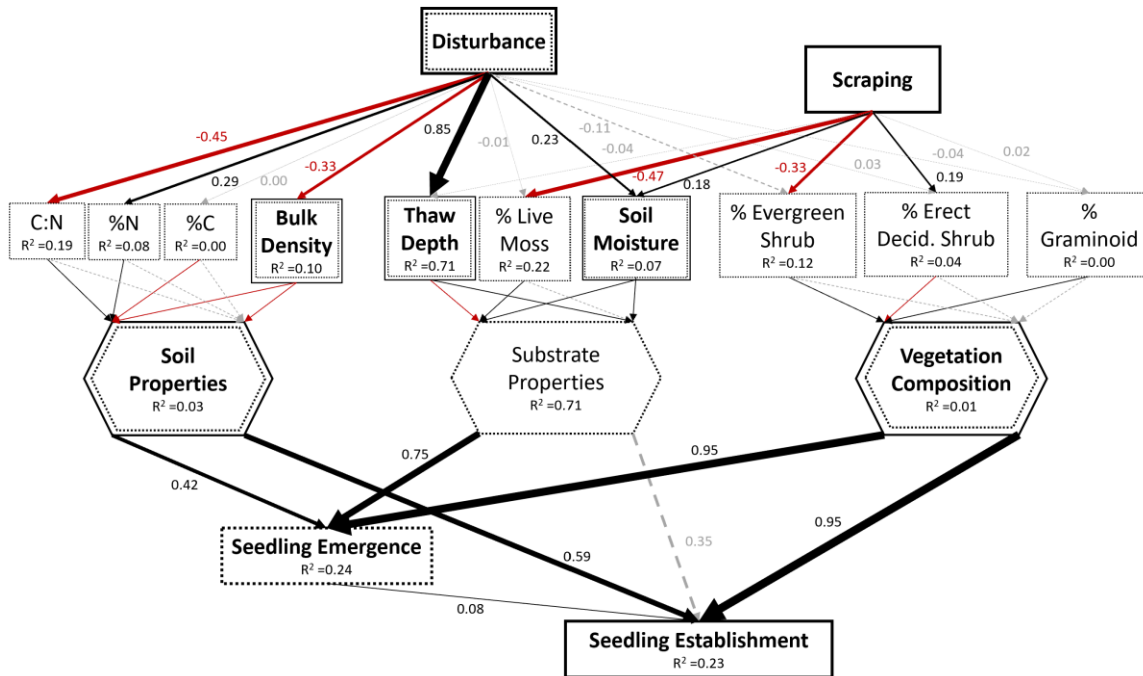 Disturbance
Scraping
-0.45
0.29
0.00
-0.33
0.85
-0.01
0.23
-0.04
-0.11
-0.47
0.18
-0.33
0.03
0.19
-0.04
0.02
C:N
R² =0.19
%N
R² =0.08
%C
R² =0.00
Bulk
Density
R² =0.10
Thaw
Depth
R² =0.71
% Live
Moss
R² =0.22
Soil
Moisture
R² =0.07
% Evergreen
Shrub
R² =0.12
% Erect
Decid. Shrub
R² =0.04
%
Graminoid
R² =0.00
Soil
Properties
R² =0.03
Substrate
Properties
R² =0.71
Vegetation
Composition
R² =0.01
0.42
0.75
0.95
0.59
0.35
0.95
Seedling Emergence
R² =0.24
0.08
Seedling Establishment
R² =0.23